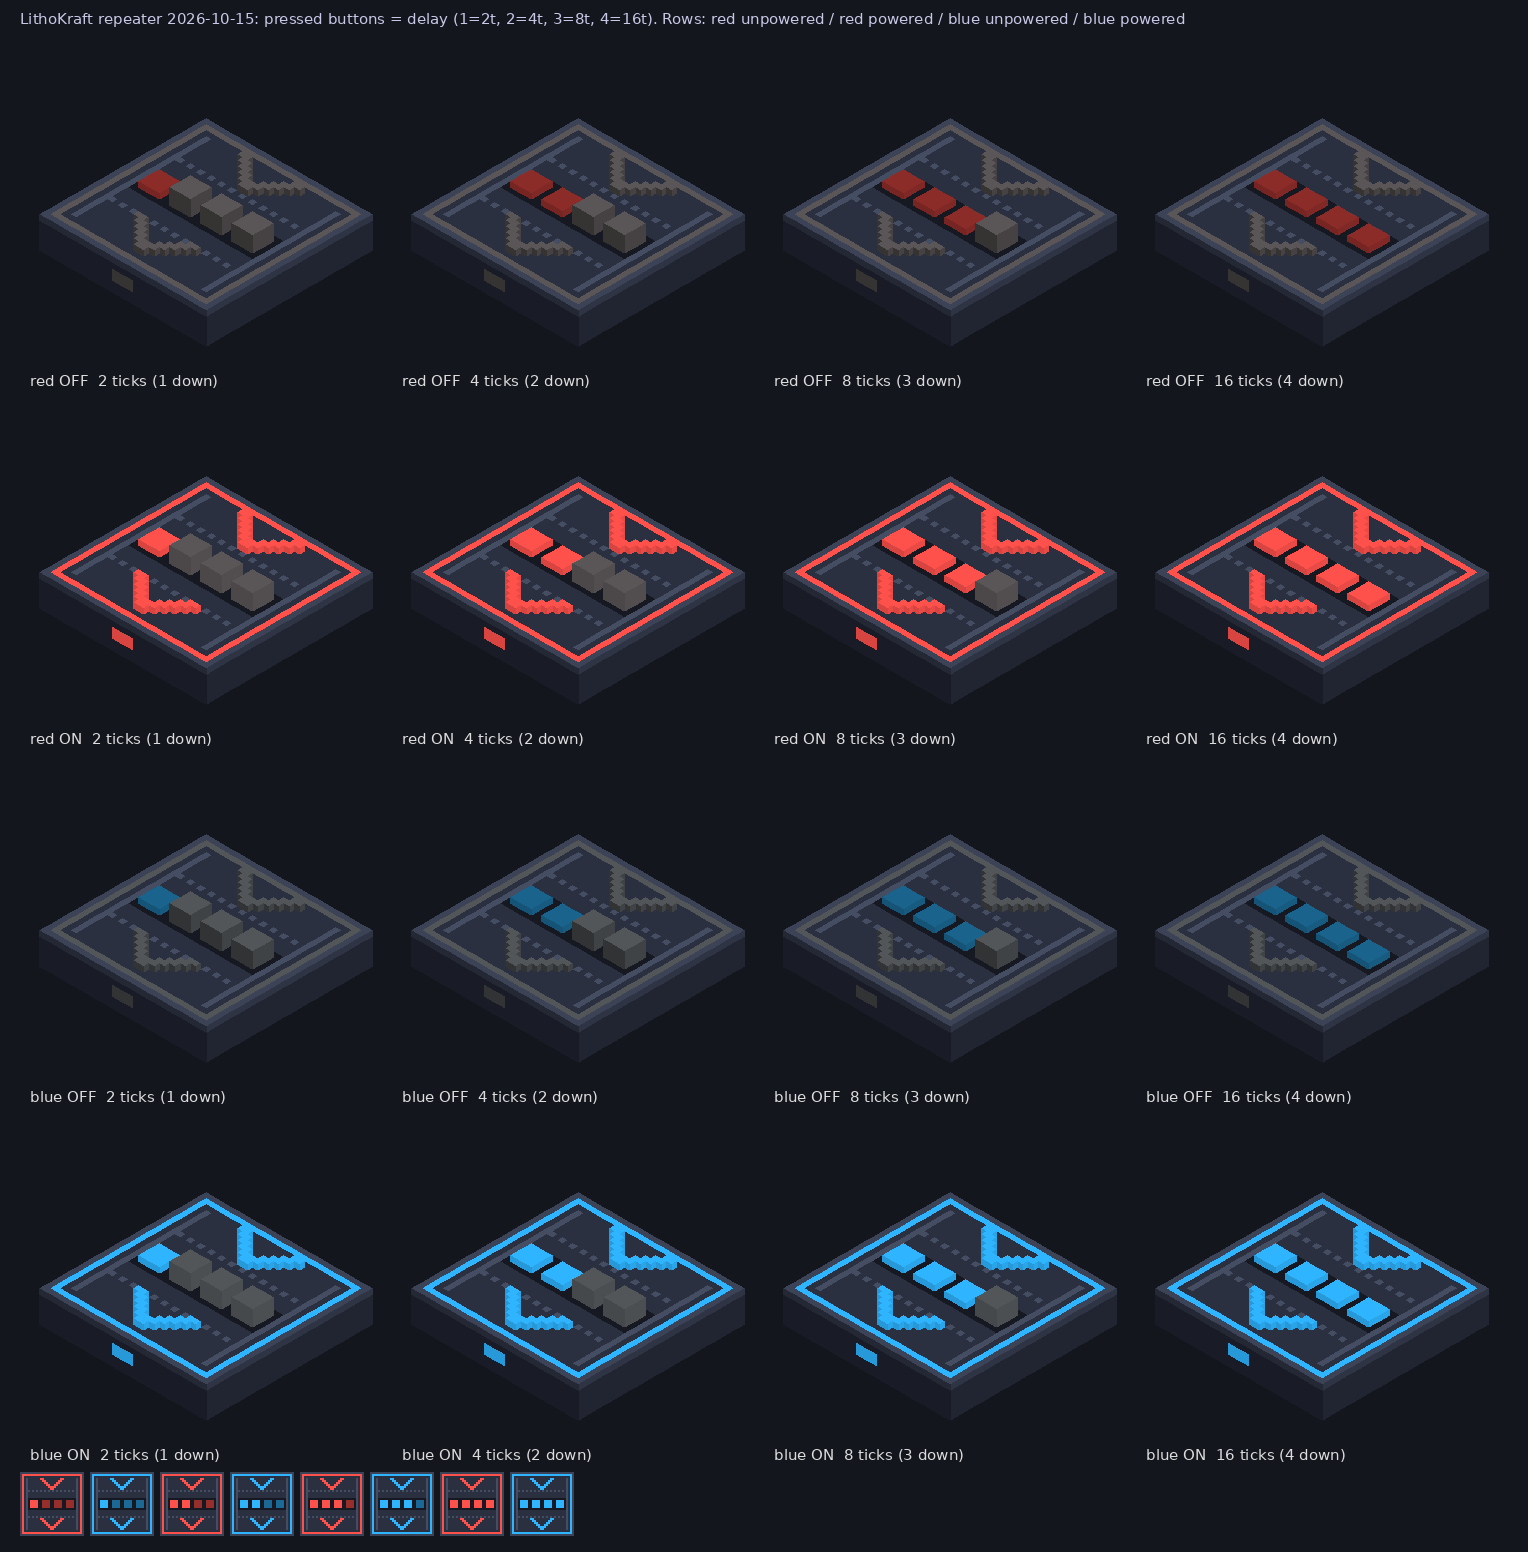 LithoKraft repeater 2026-10-15: pressed buttons = delay (1=2t, 2=4t, 3=8t, 4=16t). Rows: red unpowered / red powered / blue unpowered / blue powered
red OFF  2 ticks (1 down)
red OFF  4 ticks (2 down)
red OFF  8 ticks (3 down)
red OFF  16 ticks (4 down)
red ON  2 ticks (1 down)
red ON  4 ticks (2 down)
red ON  8 ticks (3 down)
red ON  16 ticks (4 down)
blue OFF  2 ticks (1 down)
blue OFF  4 ticks (2 down)
blue OFF  8 ticks (3 down)
blue OFF  16 ticks (4 down)
blue ON  2 ticks (1 down)
blue ON  4 ticks (2 down)
blue ON  8 ticks (3 down)
blue ON  16 ticks (4 down)